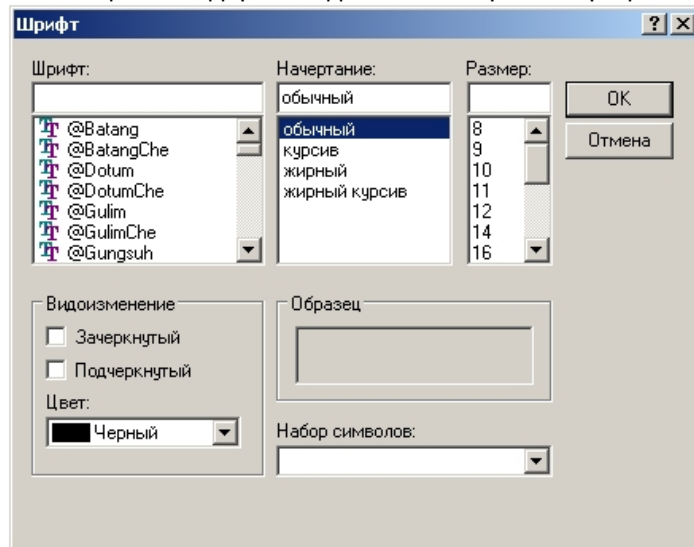 Шрифт
Шрифт:
Начертание:
Размер:
обычный
@Batang
@BatangChe
@Dotum
@DotumChe
@Gulim
@GulimChe
@Gungsuh
обычный
курсив
жирный
жирный курсив
8
9
10
11
12
14
16
OK
Отмена
Видоизменение
Зачеркнутый
Подчеркнутый
Цвет:
Черный
Образец
Набор символов: